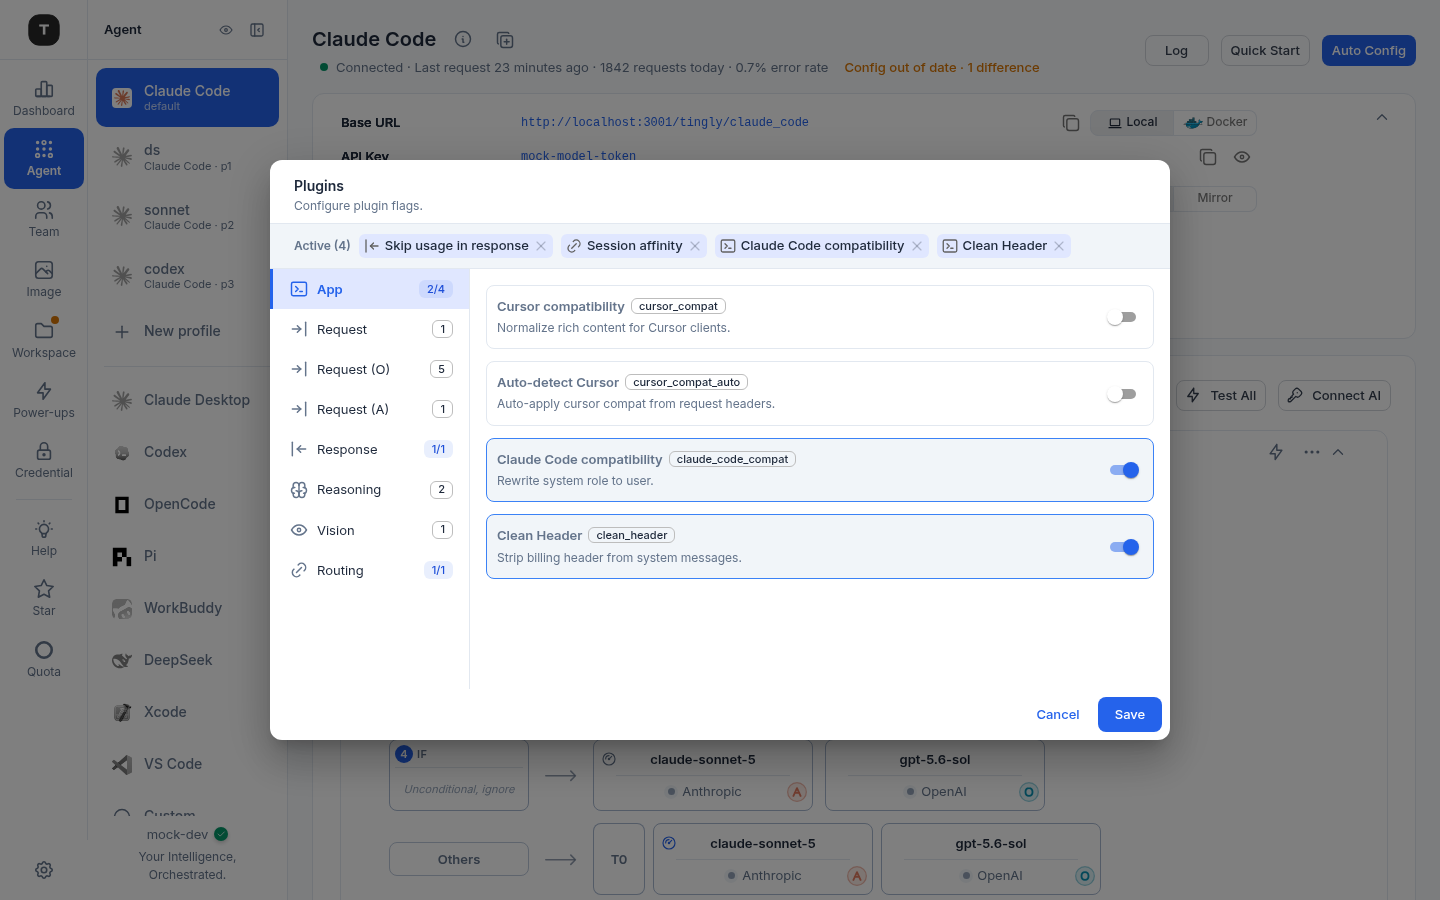 T
Dashboard
Agent
Team
Image
Workspace
Power-ups
Credential
Help
Star
Quota
Agent
Claude Code
default
ds
Claude Code · p1
sonnet
Claude Code · p2
codex
Claude Code · p3
New profile
Claude Desktop
Codex
OpenCode
Pi
WorkBuddy
DeepSeek
Xcode
VS Code
Custom
mock-dev
Your Intelligence,
Orchestrated.
Claude Code
Log
Quick Start
Auto Config
Connected · Last request 23 minutes ago · 1842 requests today · 0.7% error rate
Config out of date · 1 difference
Base URL
http://localhost:3001/tingly/claude_code
Local
Docker
API Key
mock-model-token
Mirror
Test All
Connect AI
Plugins
Configure plugin flags.
Active (4)
Skip usage in response
Session affinity
Claude Code compatibility
Clean Header
App 2/4
Request 1
Request (O) 5
Request (A) 1
Response 1/1
Reasoning 2
Vision 1
Routing 1/1
Cursor compatibility cursor_compat
Normalize rich content for Cursor clients.
Auto-detect Cursor cursor_compat_auto
Auto-apply cursor compat from request headers.
Claude Code compatibility claude_code_compat
Rewrite system role to user.
Clean Header clean_header
Strip billing header from system messages.
Cancel
Save
4 IF
Unconditional, ignore
claude-sonnet-5
Anthropic A
gpt-5.6-sol
OpenAI O
Others
T0
claude-sonnet-5
Anthropic A
gpt-5.6-sol
OpenAI O